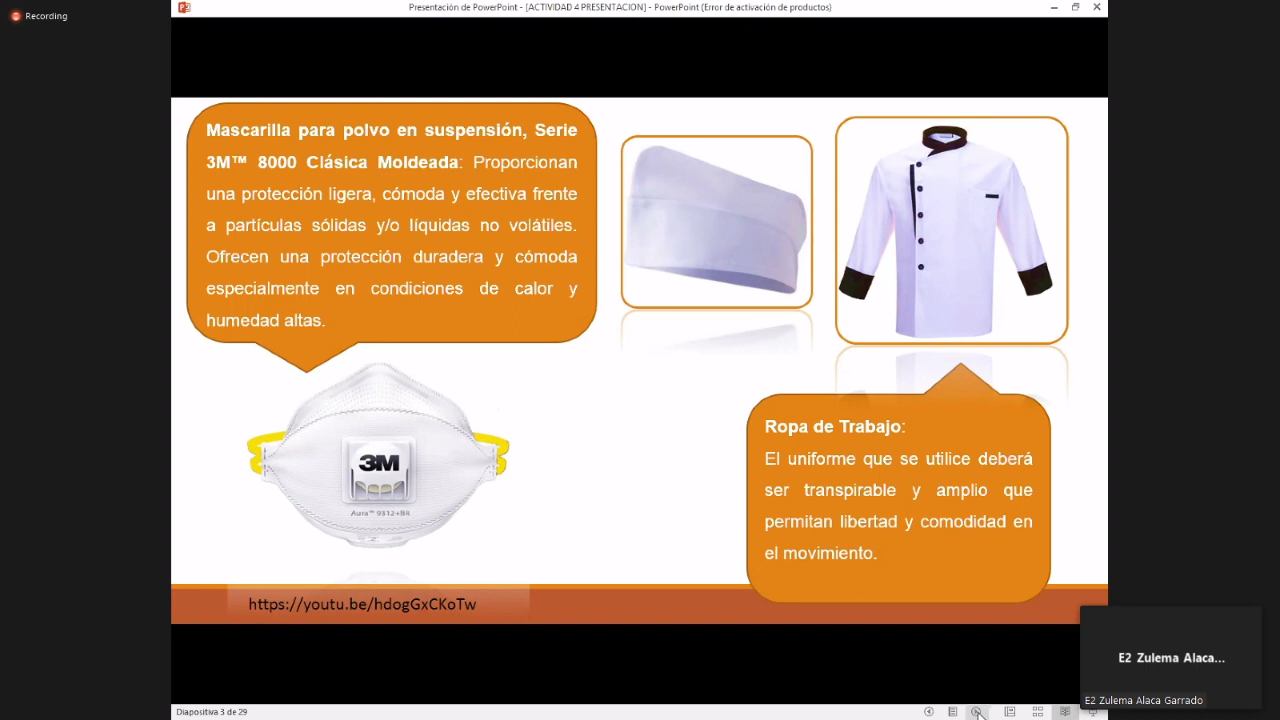 Recording
Presentación de PowerPoint - [ACTIVIDAD 4 PRESENTACION] - PowerPoint (Error de activación de productos)
Mascarilla para polvo en suspensión, Serie
3M™ 8000 Clásica Moldeada: Proporcionan
una protección ligera, cómoda y efectiva frente
a partículas sólidas y/o líquidas no volátiles.
Ofrecen una protección duradera y cómoda
especialmente en condiciones de calor y
humedad altas.
3M
Aura™ 9312+BR
Ropa de Trabajo:
El uniforme que se utilice deberá
ser transpirable y amplio que
permitan libertad y comodidad en
el movimiento.
https://youtu.be/hdogGxCKoTw
E2 Zulema Alaca...
E2 Zulema Alaca Garrado
Diapositiva 3 de 29